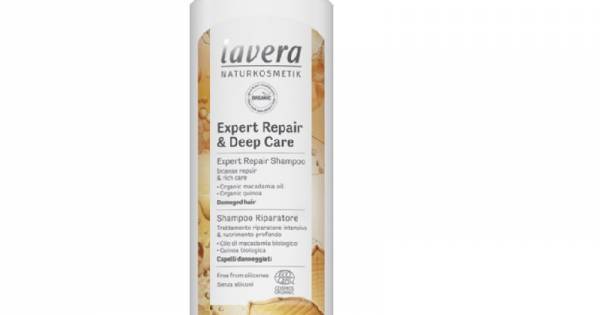 lavera
NATURKOSMETIK
ORGANIC
Expert Repair
& Deep Care
Expert Repair Shampoo
Intense repair
& rich care
• Organic macadamia oil
• Organic quinoa
Damaged hair
Shampoo Riparatore
Trattamento riparatore intensivo
& nutrimento profondo
• Olio di macadamia biologico
• Quinoa biologica
Capelli danneggiati
Free from silicones
Senza siliconi
COSMOS
ORGANIC